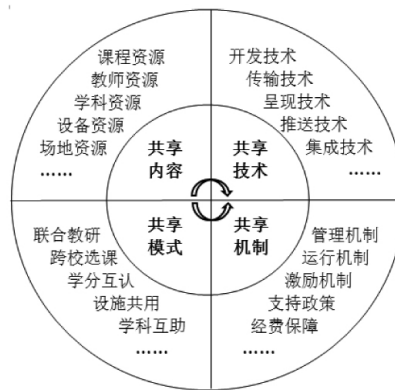 课程资源
教师资源
学科资源
设备资源
场地资源
……
共享
内容
开发技术
传输技术
呈现技术
推送技术
集成技术
……
共享
技术
联合教研
跨校选课
学分互认
设施共用
学科互助
……
共享
模式
管理机制
运行机制
激励机制
支持政策
经费保障
……
共享
机制